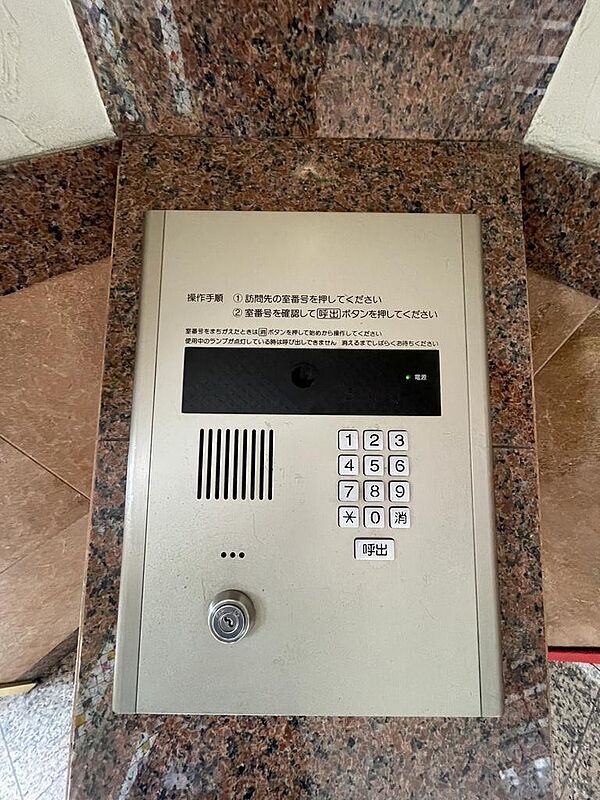 操作手順 ①訪問先の室番号を押してください
②室番号を確認して呼出ボタンを押してください
室番号をまちがえたときは消ボタンを押して始めから操作してください
使用中のランプが点灯している時は呼び出しできません 消えるまでしばらくお待ちください
電源
1 2 3
4 5 6
7 8 9
* 0 消
呼出